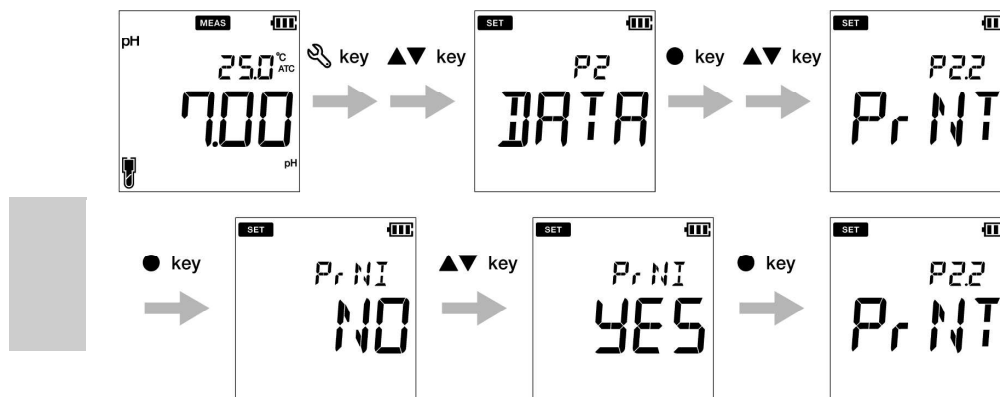 MEAS
pH
25.0 °C
ATC
7.00
pH
key ▲▼ key
SET
P2
DATA
● key ▲▼ key
SET
P2.2
PrNT
● key
SET
PrNI
NO
▲▼ key
SET
PrNI
YES
● key
SET
P2.2
PrNT